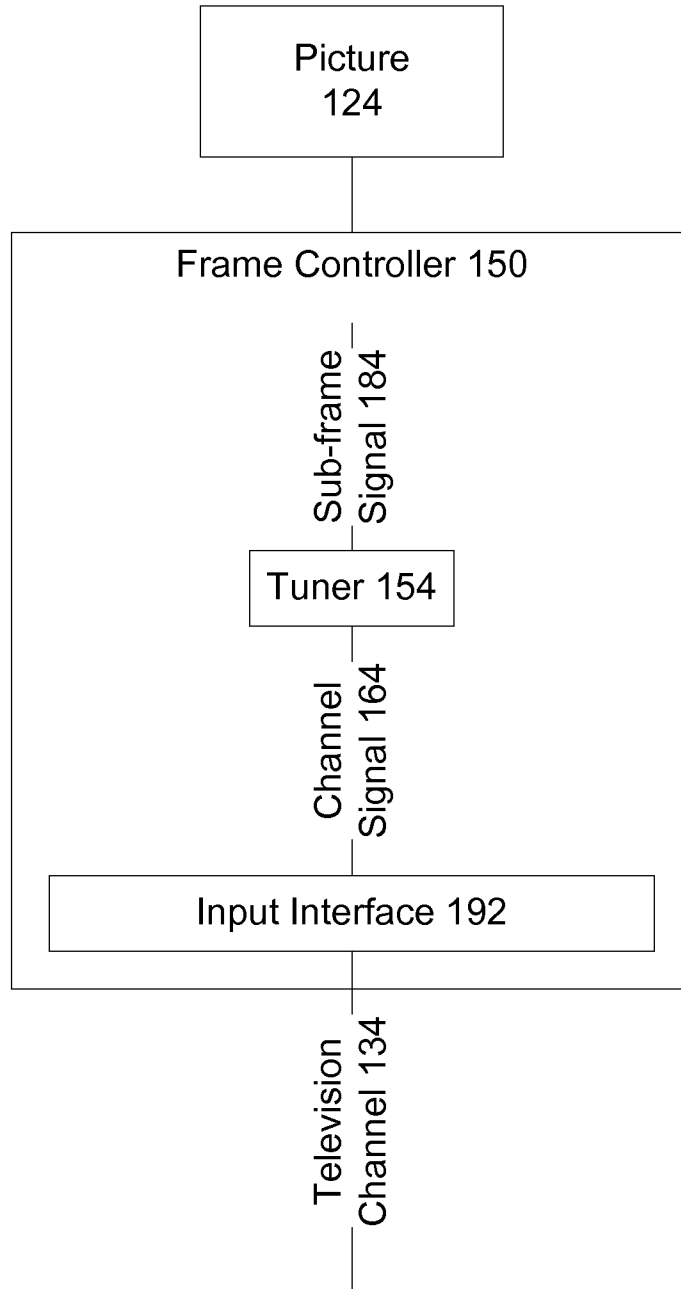 Picture
124
Frame Controller 150
Sub-frame
Signal 184
Tuner 154
Channel
Signal 164
Input Interface 192
Television
Channel 134